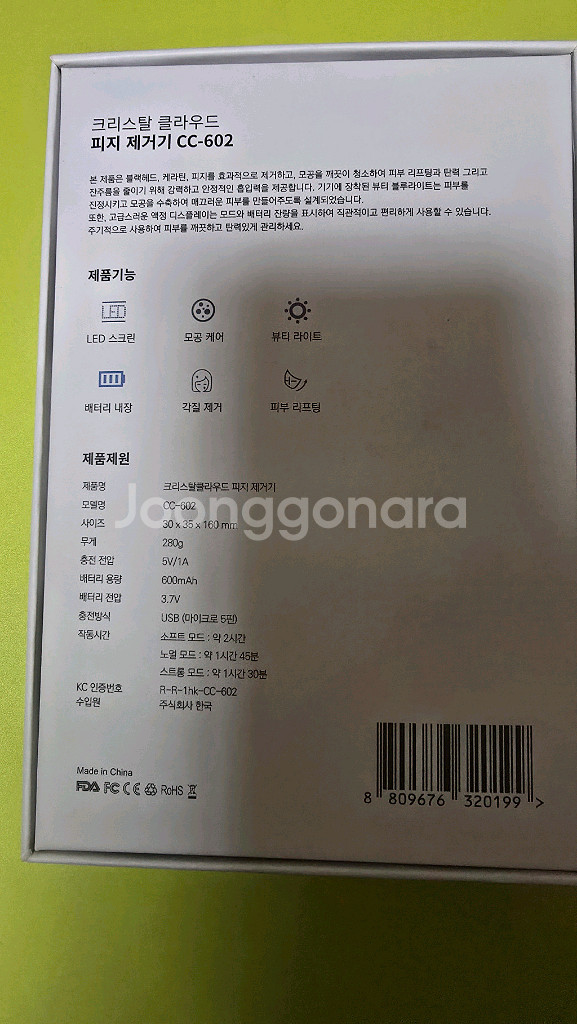 크리스탈 클라우드
피지 제거기 CC-602
본 제품은 블랙헤드, 케라틴, 피지를 효과적으로 제거하고, 모공을 깨끗이 청소하여 피부 리프팅과 탄력 그리고
잔주름을 줄이기 위해 강력하고 안정적인 흡입력을 제공합니다. 기기에 장착된 뷰티 블루라이트는 피부를
진정시키고 모공을 수축하여 매끄러운 피부를 만들어주도록 설계되었습니다.
또한, 고급스러운 액정 디스플레이는 모드와 배터리 잔량을 표시하여 직관적이고 편리하게 사용할 수 있습니다.
주기적으로 사용하여 피부를 깨끗하고 탄력있게 관리하세요.
제품기능
LED
LED 스크린 모공 케어 뷰티 라이트
배터리 내장 각질 제거 피부 리프팅
제품제원
제품명 크리스탈클라우드 피지 제거기
모델명 CC-602
Joonggonara
사이즈 30 x 35 x 160 mm
무게 280g
충전 전압 5V/1A
배터리 용량 600mAh
배터리 전압 3.7V
충전방식 USB (마이크로 5핀)
작동시간 소프트 모드 : 약 2시간
노멀 모드 : 약 1시간 45분
스트롱 모드 : 약 1시간 30분
KC 인증번호 R-R-1hk-CC-602
수입원 주식회사 한국
Made in China
FDA FC CE RoHS
8 809676 320199 >